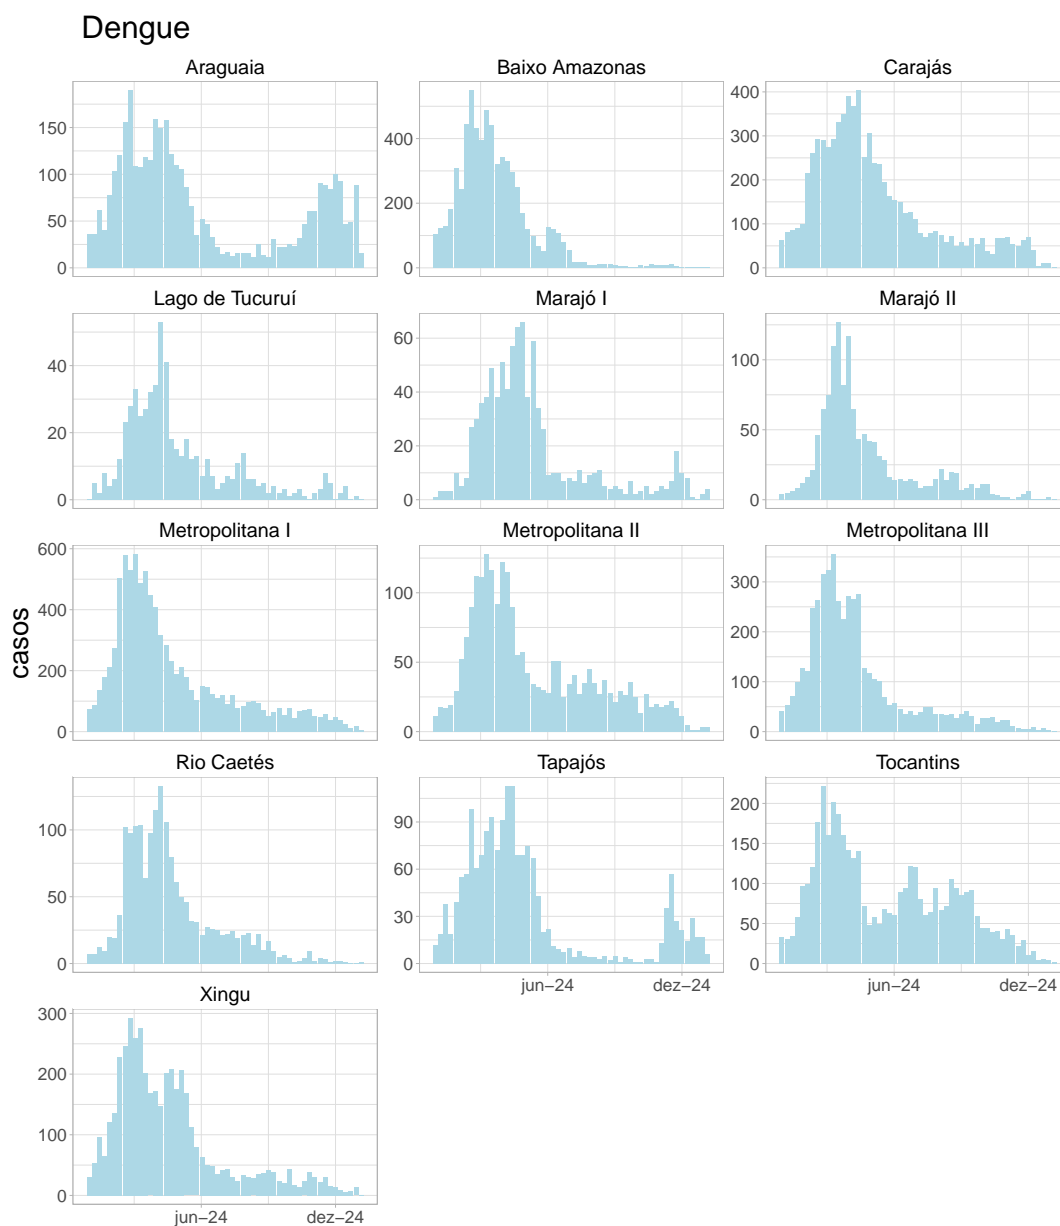 Dengue
Araguaia
Baixo Amazonas
Carajás
150
100
50
0
400
200
0
400
300
200
100
0
Lago de Tucuruí
Marajó I
Marajó II
40
20
0
60
40
20
0
100
50
0
Metropolitana I
Metropolitana II
Metropolitana III
600
400
200
0
100
50
0
300
200
100
0
casos
Rio Caetés
Tapajós
Tocantins
100
50
0
90
60
30
0
200
150
100
50
0
jun–24
dez–24
jun–24
dez–24
Xingu
300
200
100
0
jun–24
dez–24